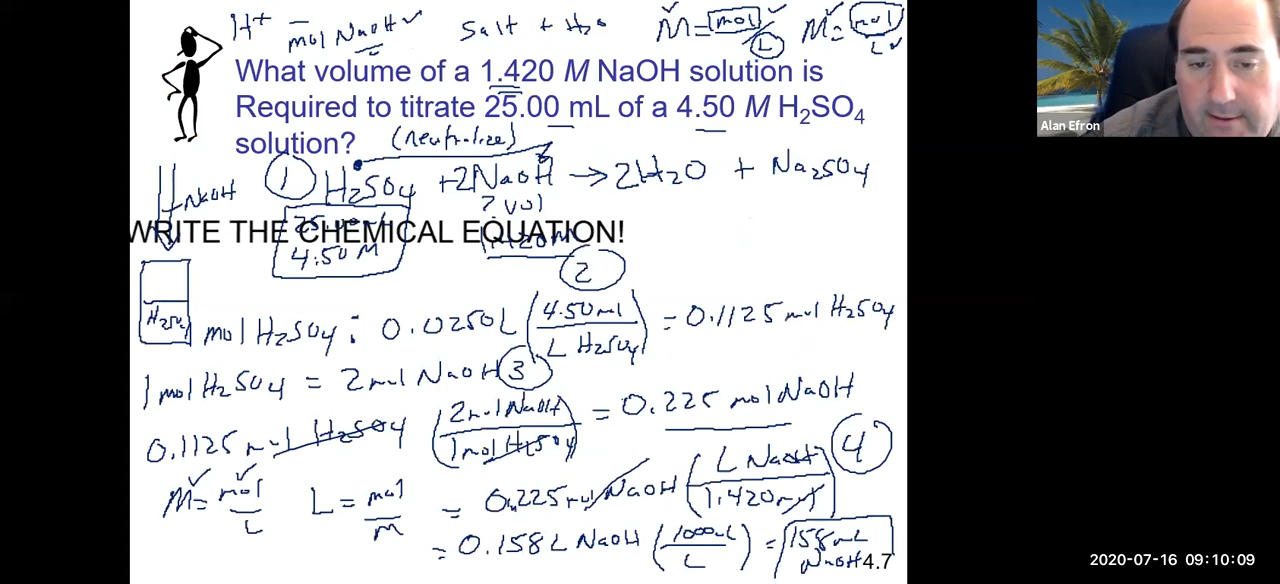 H+ mol NaOH Salt + H2O M = mol/L M = mol/L
What volume of a 1.420 M NaOH solution is
Required to titrate 25.00 mL of a 4.50 M H2SO4
solution? (neutralize)
NaOH 1 H2SO4 + 2NaOH → 2H2O + Na2SO4
? vol
WRITE THE CHEMICAL EQUATION!
4.50 M
2
H2SO4 mol H2SO4: 0.0250L (4.50 mol / L H2SO4) = 0.1125 mol H2SO4
1 mol H2SO4 = 2 mol NaOH 3
0.1125 mol H2SO4 (2 mol NaOH / 1 mol H2SO4) = 0.225 mol NaOH
M = mol/L L = mol/M = 0.225 mol NaOH (L NaOH / 1.420 mol) 4
= 0.158 L NaOH (1000 mL / L) = 158 mL NaOH
4.7
Alan Efron
2020-07-16 09:10:09